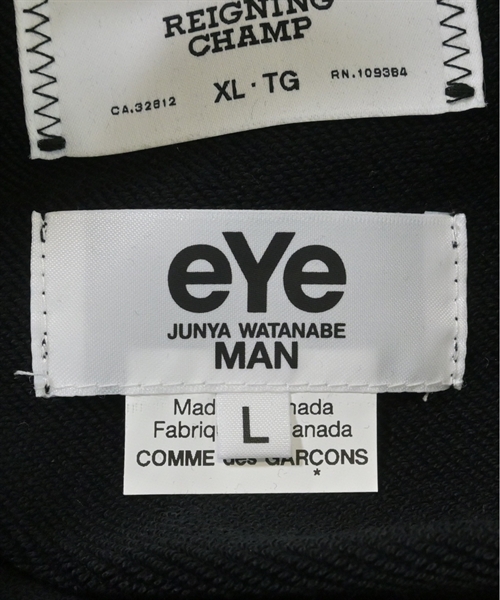 REIGNING
CHAMP
XL · TG
CA.32812
RN.109384
eYe
JUNYA WATANABE
MAN
L
COMME des GARÇONS
*